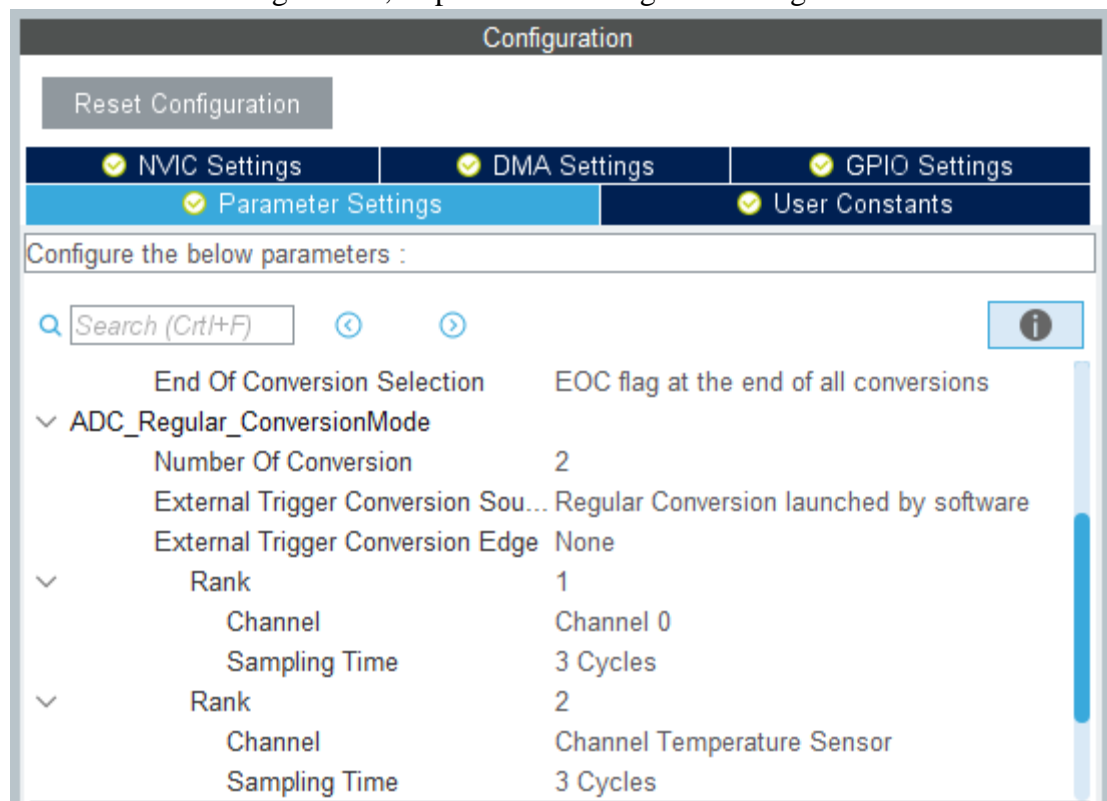 Configuration
Reset Configuration
NVIC Settings DMA Settings GPIO Settings
Parameter Settings User Constants
Configure the below parameters :
Search (Crtl+F)
End Of Conversion Selection EOC flag at the end of all conversions
ADC_Regular_ConversionMode
Number Of Conversion 2
External Trigger Conversion Sou... Regular Conversion launched by software
External Trigger Conversion Edge None
Rank 1
Channel Channel 0
Sampling Time 3 Cycles
Rank 2
Channel Channel Temperature Sensor
Sampling Time 3 Cycles